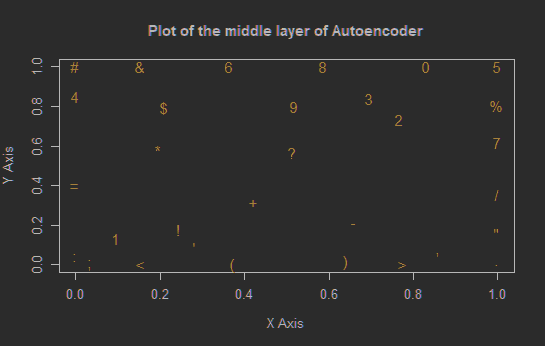 Plot of the middle layer of Autoencoder
Y Axis
1.0
0.8
0.6
0.4
0.2
0.0
# & 6 8 0 5
4 3
$ 9 %
2
* ? 7
=
+ /
! -
1 "
' '
: ; < ( ) > .
0.0 0.2 0.4 0.6 0.8 1.0
X Axis